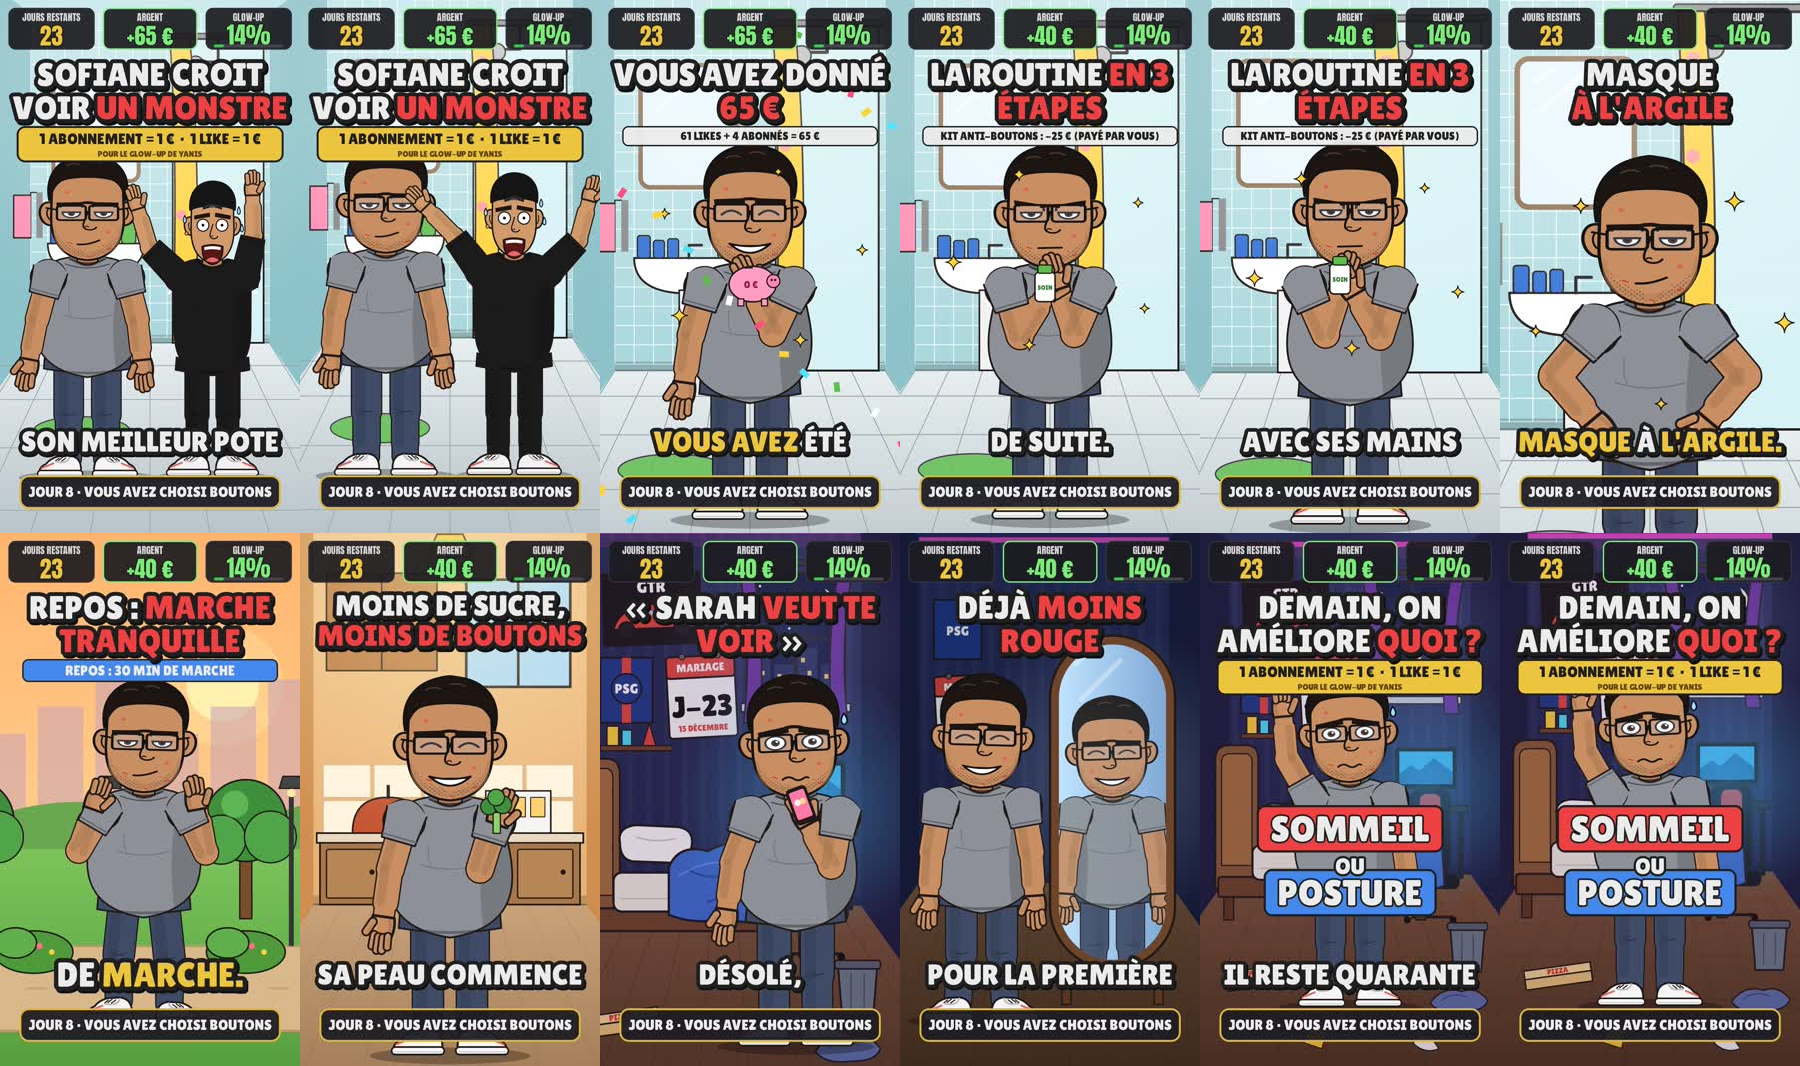 JOURS RESTANTS
23
ARGENT
+65 €
GLOW-UP
14%
SOFIANE CROIT
VOIR UN MONSTRE
1 ABONNEMENT = 1 € · 1 LIKE = 1 €
POUR LE GLOW-UP DE YANIS
SON MEILLEUR POTE
JOUR 8 · VOUS AVEZ CHOISI BOUTONS
JOURS RESTANTS
23
ARGENT
+65 €
GLOW-UP
14%
SOFIANE CROIT
VOIR UN MONSTRE
1 ABONNEMENT = 1 € · 1 LIKE = 1 €
POUR LE GLOW-UP DE YANIS
JOUR 8 · VOUS AVEZ CHOISI BOUTONS
JOURS RESTANTS
23
ARGENT
+65 €
GLOW-UP
14%
VOUS AVEZ DONNÉ
65 €
61 LIKES + 4 ABONNÉS = 65 €
0 €
VOUS AVEZ ÉTÉ
JOUR 8 · VOUS AVEZ CHOISI BOUTONS
JOURS RESTANTS
23
ARGENT
+40 €
GLOW-UP
14%
LA ROUTINE EN 3
ÉTAPES
KIT ANTI-BOUTONS : -25 € (PAYÉ PAR VOUS)
SOIN
DE SUITE.
JOUR 8 · VOUS AVEZ CHOISI BOUTONS
JOURS RESTANTS
23
ARGENT
+40 €
GLOW-UP
14%
LA ROUTINE EN 3
ÉTAPES
KIT ANTI-BOUTONS : -25 € (PAYÉ PAR VOUS)
SOIN
AVEC SES MAINS
JOUR 8 · VOUS AVEZ CHOISI BOUTONS
JOURS RESTANTS
23
ARGENT
+40 €
GLOW-UP
14%
MASQUE
À L'ARGILE
MASQUE À L'ARGILE.
JOUR 8 · VOUS AVEZ CHOISI BOUTONS
JOURS RESTANTS
23
ARGENT
+40 €
GLOW-UP
14%
REPOS : MARCHE
TRANQUILLE
REPOS : 30 MIN DE MARCHE
DE MARCHE.
JOUR 8 · VOUS AVEZ CHOISI BOUTONS
JOURS RESTANTS
23
ARGENT
+40 €
GLOW-UP
14%
MOINS DE SUCRE,
MOINS DE BOUTONS
SA PEAU COMMENCE
JOUR 8 · VOUS AVEZ CHOISI BOUTONS
JOURS RESTANTS
23
ARGENT
+40 €
GLOW-UP
14%
GTR
« SARAH VEUT TE
VOIR »
PSG
MARIAGE
J-23
15 DÉCEMBRE
DÉSOLÉ,
JOUR 8 · VOUS AVEZ CHOISI BOUTONS
JOURS RESTANTS
23
ARGENT
+40 €
GLOW-UP
14%
DÉJÀ MOINS
ROUGE
PSG
POUR LA PREMIÈRE
JOUR 8 · VOUS AVEZ CHOISI BOUTONS
JOURS RESTANTS
23
ARGENT
+40 €
GLOW-UP
14%
DEMAIN, ON
AMÉLIORE QUOI ?
1 ABONNEMENT = 1 € · 1 LIKE = 1 €
POUR LE GLOW-UP DE YANIS
SOMMEIL
OU
POSTURE
IL RESTE QUARANTE
JOUR 8 · VOUS AVEZ CHOISI BOUTONS
JOURS RESTANTS
23
ARGENT
+40 €
GLOW-UP
14%
GTR
DEMAIN, ON
AMÉLIORE QUOI ?
1 ABONNEMENT = 1 € · 1 LIKE = 1 €
POUR LE GLOW-UP DE YANIS
SOMMEIL
OU
POSTURE
PIZZA
JOUR 8 · VOUS AVEZ CHOISI BOUTONS